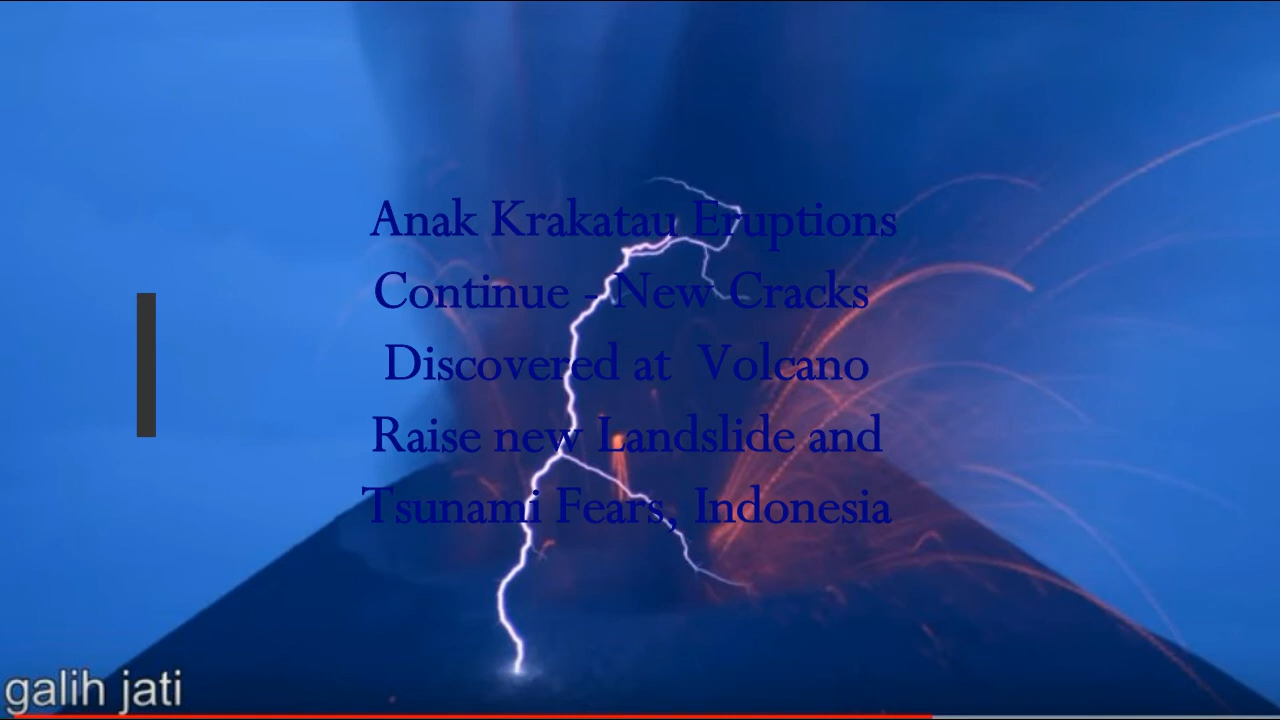 Anak Krakatau Eruptions
Continue - New Cracks
Discovered at  Volcano
Raise new Landslide and
Tsunami Fears, Indonesia
galih jati